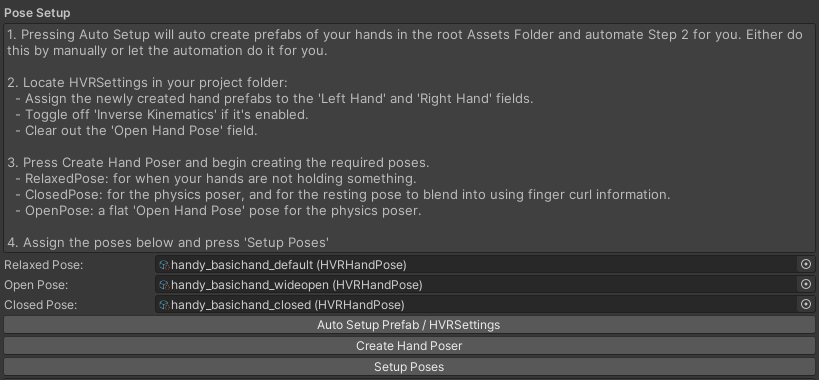 Pose Setup
1. Pressing Auto Setup will auto create prefabs of your hands in the root Assets Folder and automate Step 2 for you. Either do
this by manually or let the automation do it for you.
2. Locate HVRSettings in your project folder:
- Assign the newly created hand prefabs to the 'Left Hand' and 'Right Hand' fields.
- Toggle off 'Inverse Kinematics' if it's enabled.
- Clear out the 'Open Hand Pose' field.
3. Press Create Hand Poser and begin creating the required poses.
- RelaxedPose: for when your hands are not holding something.
- ClosedPose: for the physics poser, and for the resting pose to blend into using finger curl information.
- OpenPose: a flat 'Open Hand Pose' pose for the physics poser.
4. Assign the poses below and press 'Setup Poses'
Relaxed Pose: handy_basichand_default (HVRHandPose)
Open Pose: handy_basichand_wideopen (HVRHandPose)
Closed Pose: handy_basichand_closed (HVRHandPose)
Auto Setup Prefab / HVRSettings
Create Hand Poser
Setup Poses